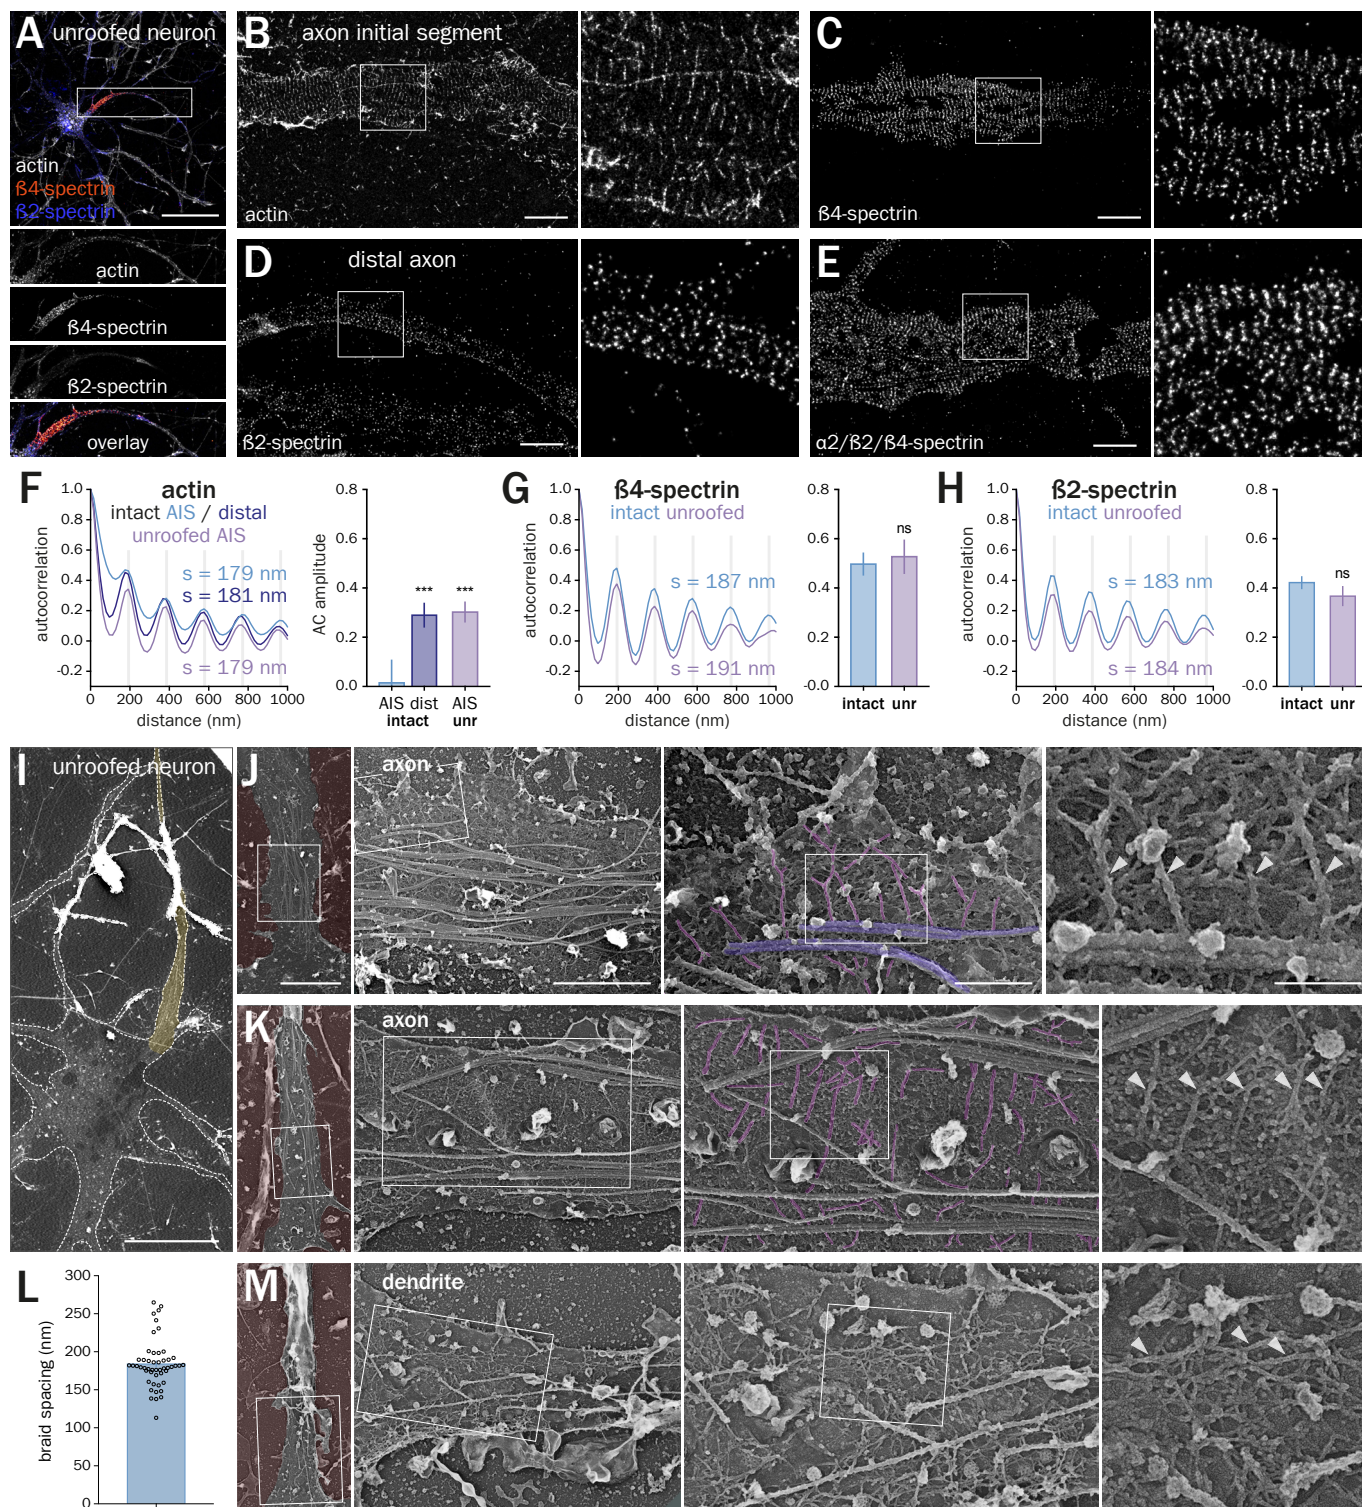 A unroofed neuron
actin
ß4-spectrin
ß2-spectrin
actin
ß4-spectrin
ß2-spectrin
overlay
B axon initial segment
actin
C
ß4-spectrin
D distal axon
ß2-spectrin
E
α2/ß2/ß4-spectrin
F
actin
intact AIS / distal
unroofed AIS
s = 179 nm
s = 181 nm
s = 179 nm
autocorrelation
1.0
0.8
0.6
0.4
0.2
0.0
-0.2
0 200 400 600 800 1000
distance (nm)
AC amplitude
0.8
0.4
0.2
0.0
*** ***
AIS dist AIS
intact unr
G
ß4-spectrin
intact unroofed
s = 187 nm
s = 191 nm
autocorrelation
1.0
0.8
0.6
0.4
0.2
0.0
-0.2
0 200 400 600 800 1000
distance (nm)
0.8
0.6
0.4
0.2
-0.0
ns
intact unr
H
ß2-spectrin
intact unroofed
s = 183 nm
s = 184 nm
autocorrelation
1.0
0.8
0.6
0.4
0.2
0.0
-0.2
0 200 400 600 800 1000
distance (nm)
0.8
0.6
0.4
0.2
-0.0
ns
intact unr
I unroofed neuron
J axon
K axon
L
braid spacing (nm)
300
250
200
150
100
50
0
M dendrite